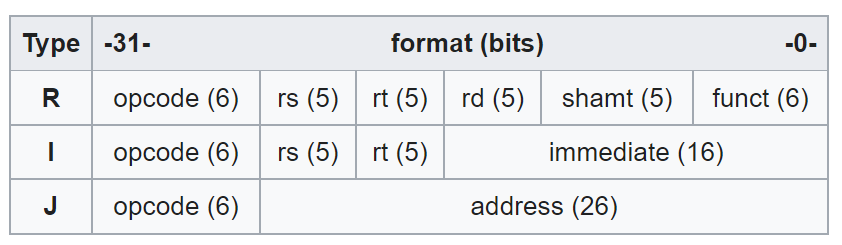 Type -31- format (bits) -0-
R opcode (6) rs (5) rt (5) rd (5) shamt (5) funct (6)
I opcode (6) rs (5) rt (5) immediate (16)
J opcode (6) address (26)